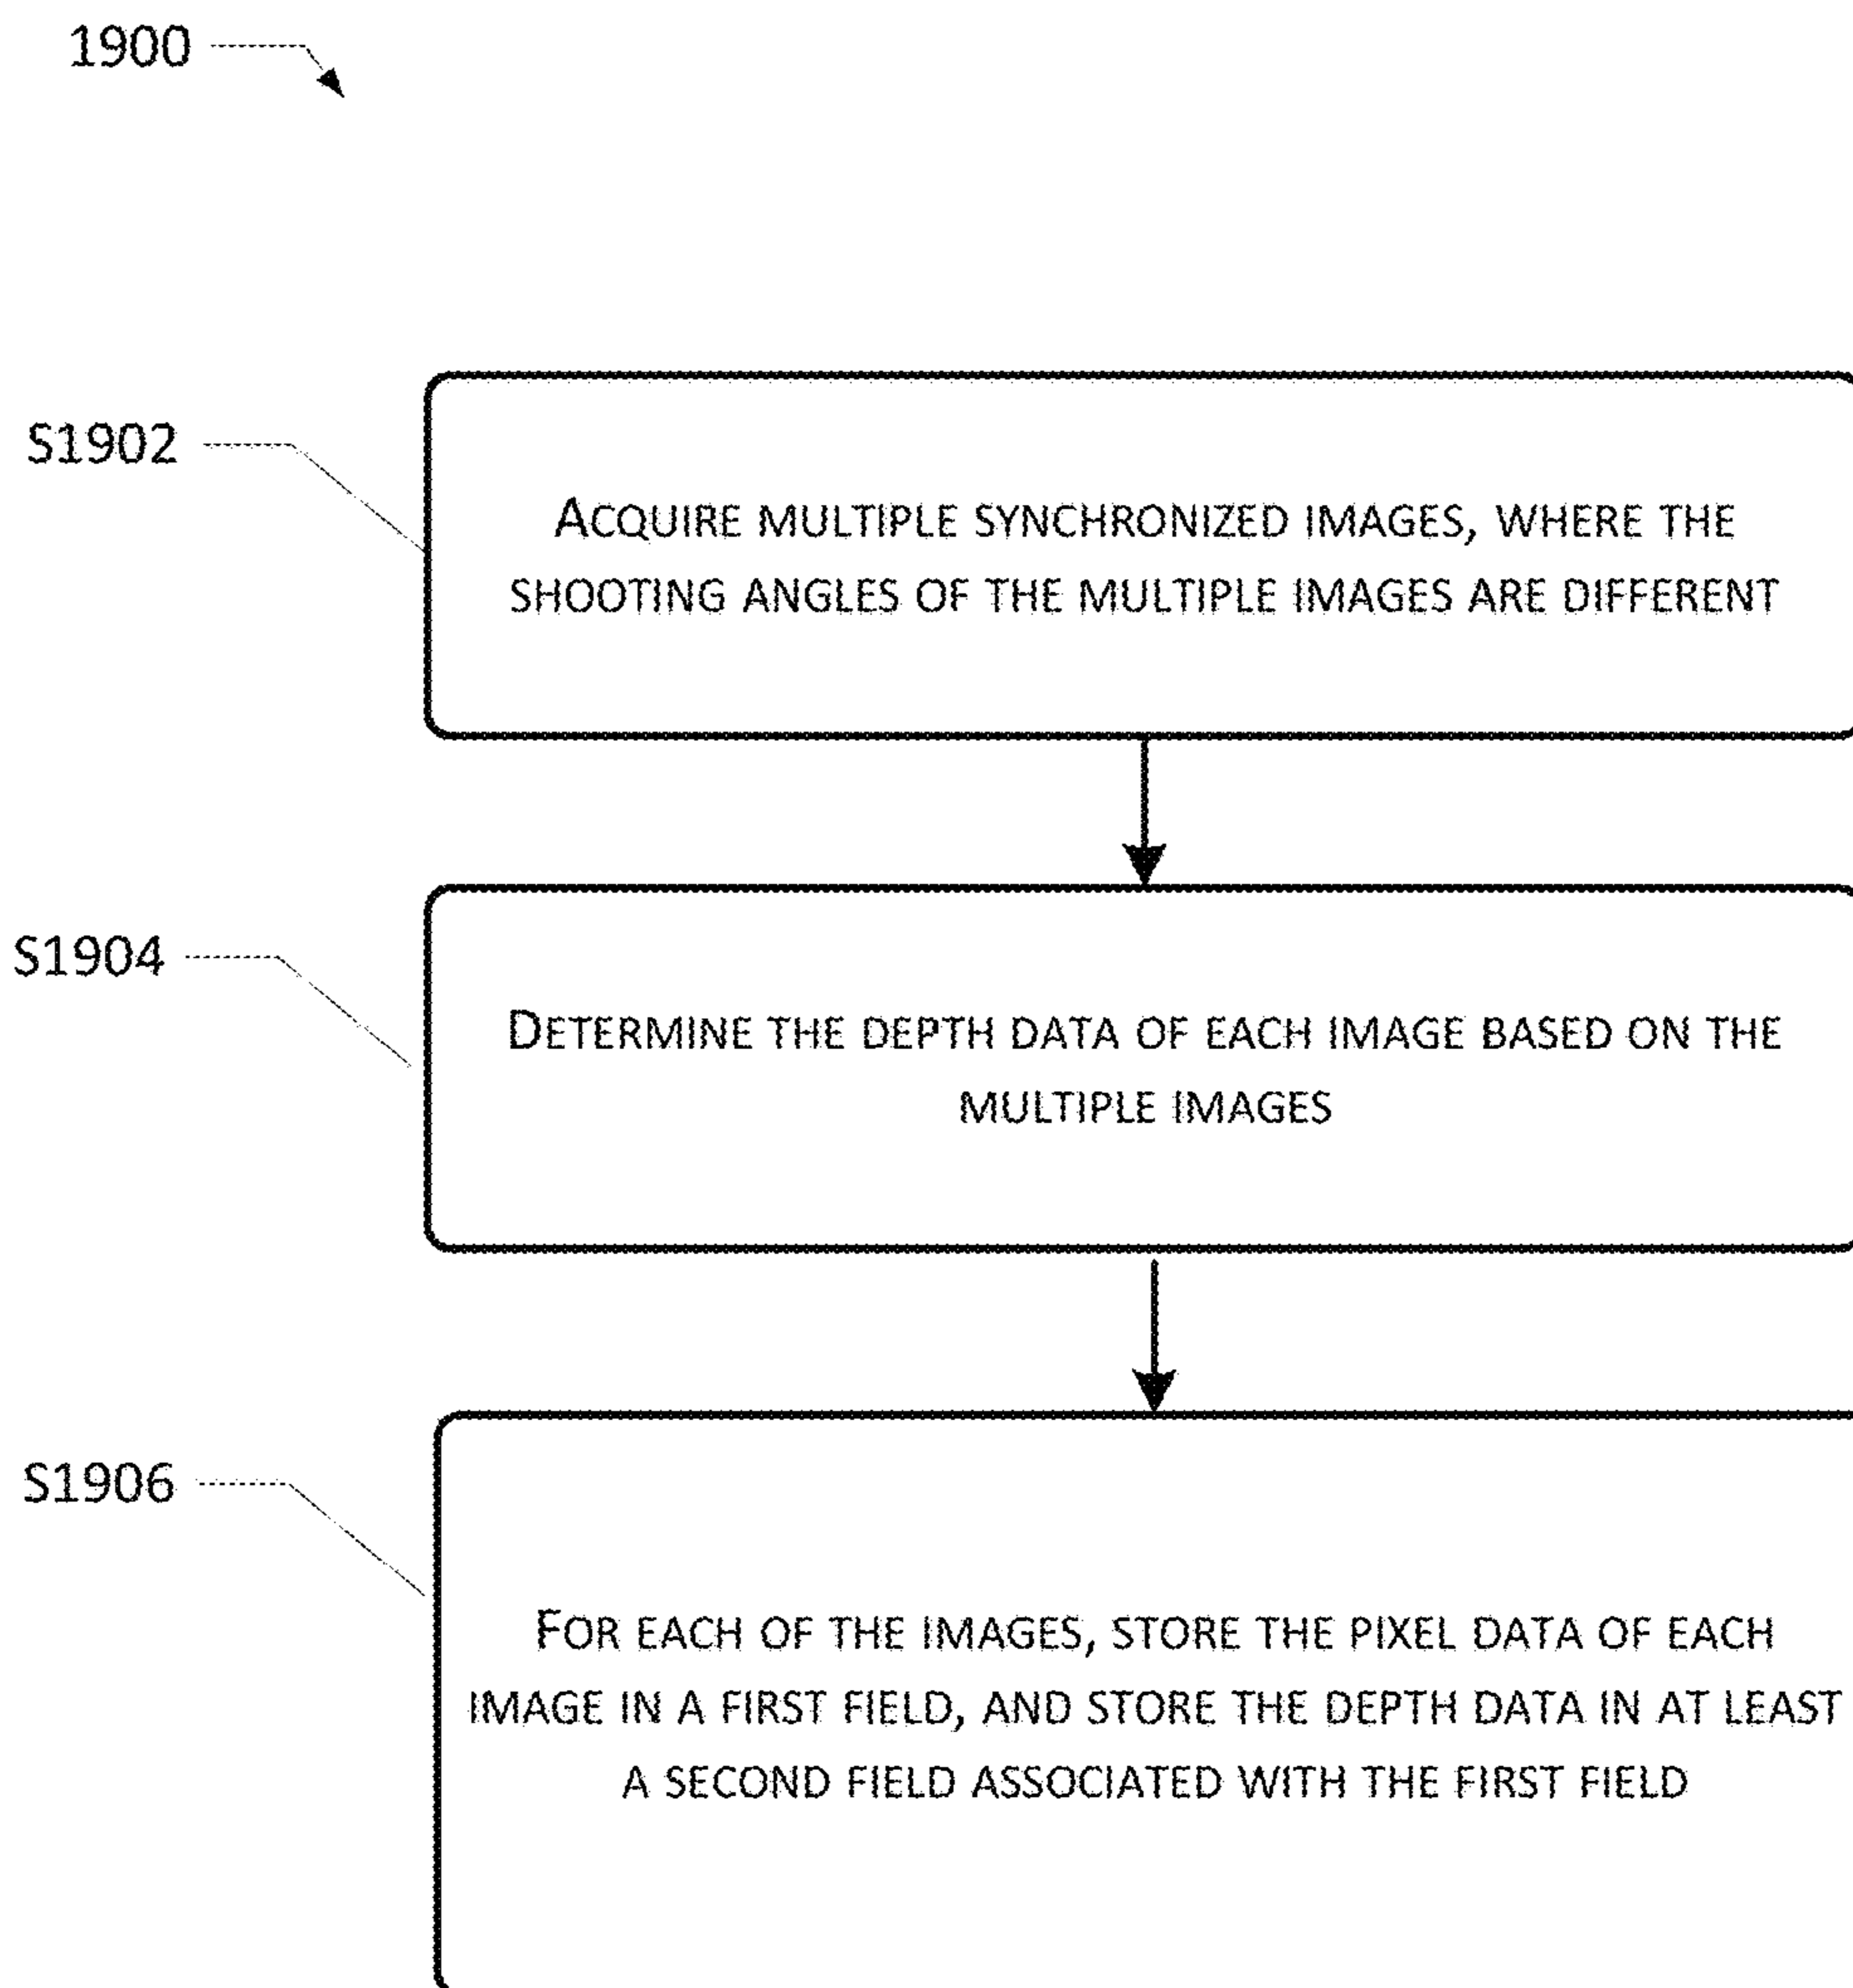 1900
S1902
ACQUIRE MULTIPLE SYNCHRONIZED IMAGES, WHERE THE
SHOOTING ANGLES OF THE MULTIPLE IMAGES ARE DIFFERENT
S1904
DETERMINE THE DEPTH DATA OF EACH IMAGE BASED ON THE
MULTIPLE IMAGES
S1906
FOR EACH OF THE IMAGES, STORE THE PIXEL DATA OF EACH
IMAGE IN A FIRST FIELD, AND STORE THE DEPTH DATA IN AT LEAST
A SECOND FIELD ASSOCIATED WITH THE FIRST FIELD